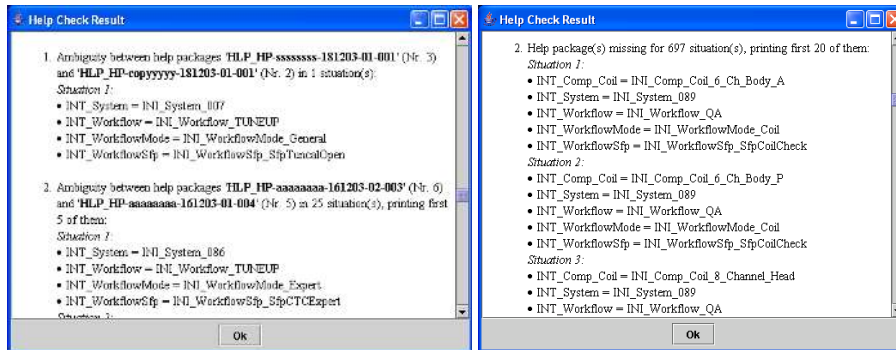 Help Check Result
1. Ambiguity between help packages 'HLP_HP-ssssssss-181203-01-001' (Nr. 3)
and 'HLP_HP-copyyyyy-181203-01-001' (Nr. 2) in 1 situation(s):
Situation 1:
• INT_System = INI_System_007
• INT_Workflow = INI_Workflow_TUNEUP
• INT_WorkflowMode = INI_WorkflowMode_General
• INT_WorkflowSfp = INI_WorkflowSfp_SfpTuncalOpen
2. Ambiguity between help packages 'HLP_HP-aaaaaaaa-161203-02-003' (Nr. 6)
and 'HLP_HP-aaaaaaaa-161203-01-004' (Nr. 5) in 25 situation(s), printing first
5 of them:
Situation 1:
• INT_System = INI_System_086
• INT_Workflow = INI_Workflow_TUNEUP
• INT_WorkflowMode = INI_WorkflowMode_Expert
• INT_WorkflowSfp = INI_WorkflowSfp_SfpCTCExpert
Ok
Help Check Result
2. Help package(s) missing for 697 situation(s), printing first 20 of them:
Situation 1:
• INT_Comp_Coil = INI_Comp_Coil_6_Ch_Body_A
• INT_System = INI_System_089
• INT_Workflow = INI_Workflow_QA
• INT_WorkflowMode = INI_WorkflowMode_Coil
• INT_WorkflowSfp = INI_WorkflowSfp_SfpCoilCheck
Situation 2:
• INT_Comp_Coil = INI_Comp_Coil_6_Ch_Body_P
• INT_System = INI_System_089
• INT_Workflow = INI_Workflow_QA
• INT_WorkflowMode = INI_WorkflowMode_Coil
• INT_WorkflowSfp = INI_WorkflowSfp_SfpCoilCheck
Situation 3:
• INT_Comp_Coil = INI_Comp_Coil_8_Channel_Head
• INT_System = INI_System_089
• INT_Workflow = INI_Workflow_QA
Ok